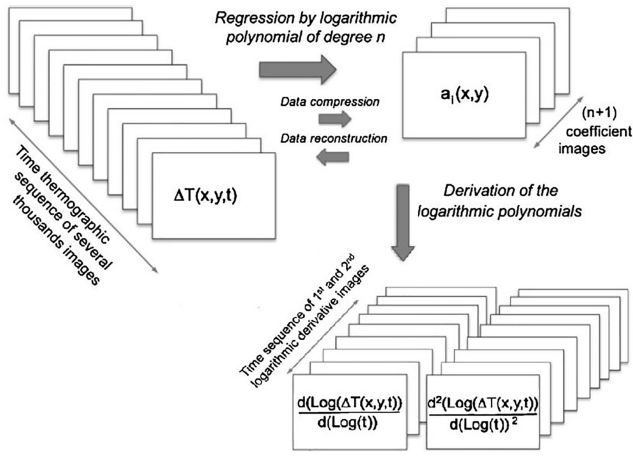 Regression by logarithmic
polynomial of degree n
Data compression
Data reconstruction
ΔT(x,y,t)
Time thermographic
sequence of several
thousands images
aᵢ(x,y)
(n+1)
coefficient
images
Derivation of the
logarithmic polynomials
Time sequence of 1st and 2nd
logarithmic derivative images
d(Log(ΔT(x,y,t))
d(Log(t))
d²(Log(ΔT(x,y,t))
d(Log(t))²